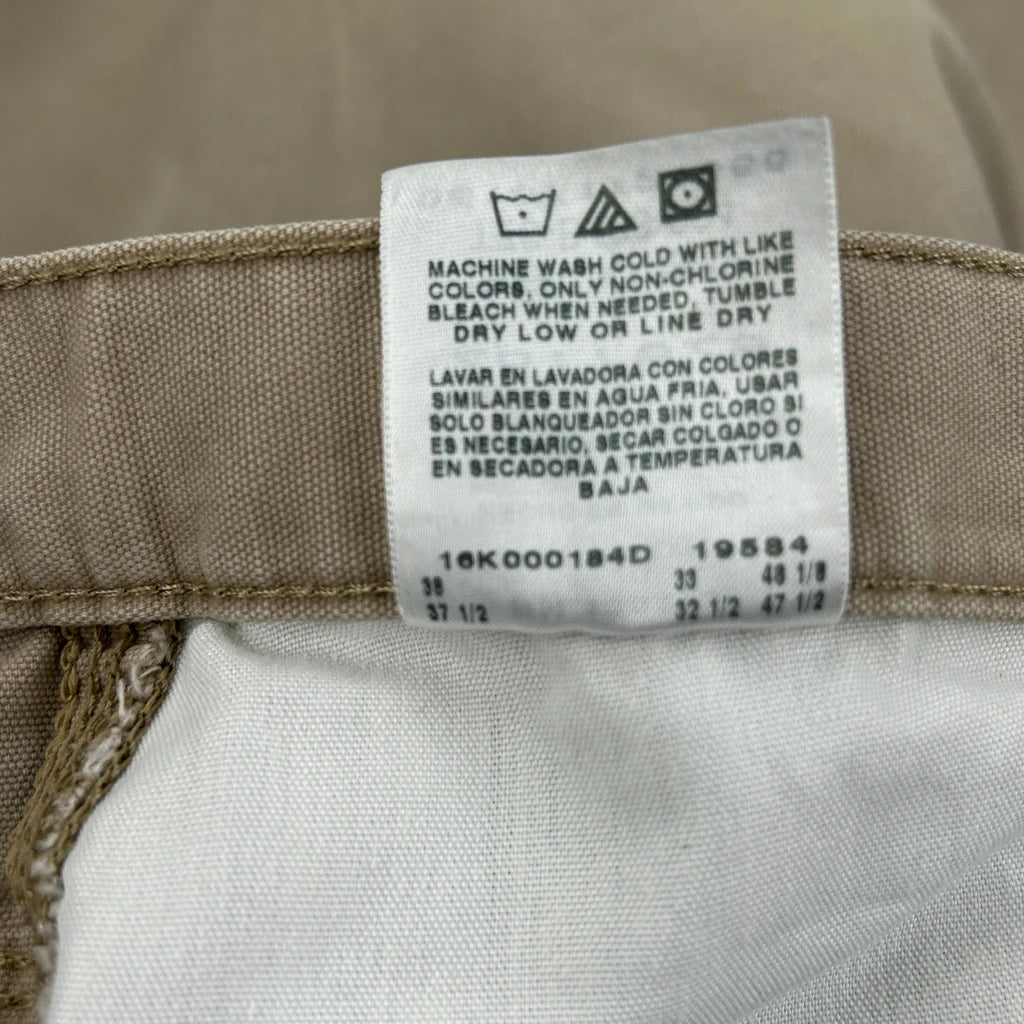 MACHINE WASH COLD WITH LIKE
COLORS, ONLY NON-CHLORINE
BLEACH WHEN NEEDED, TUMBLE
DRY LOW OR LINE DRY
LAVAR EN LAVADORA CON COLORES
SIMILARES EN AGUA FRIA, USAR
SOLO BLANQUEADOR SIN CLORO SI
ES NECESARIO, SECAR COLGADO O
EN SECADORA A TEMPERATURA
BAJA
16K000184D 19584
38 33 48 1/8
37 1/2 32 1/2 47 1/2